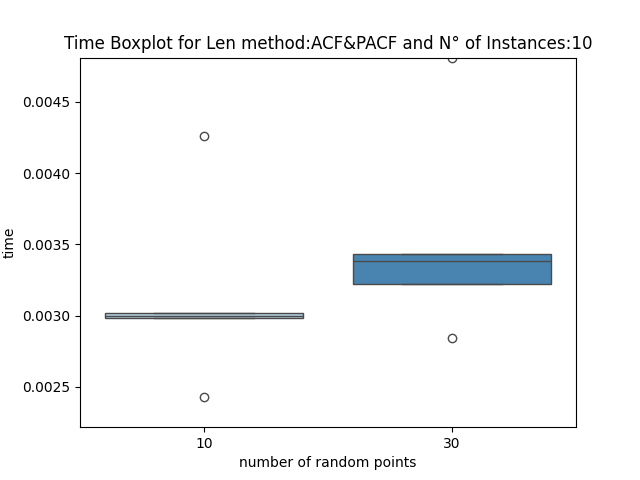 Time Boxplot for Len method:ACF&PACF and N° of Instances:10
0.0045
0.0040
0.0035
0.0030
0.0025
time
10
30
number of random points